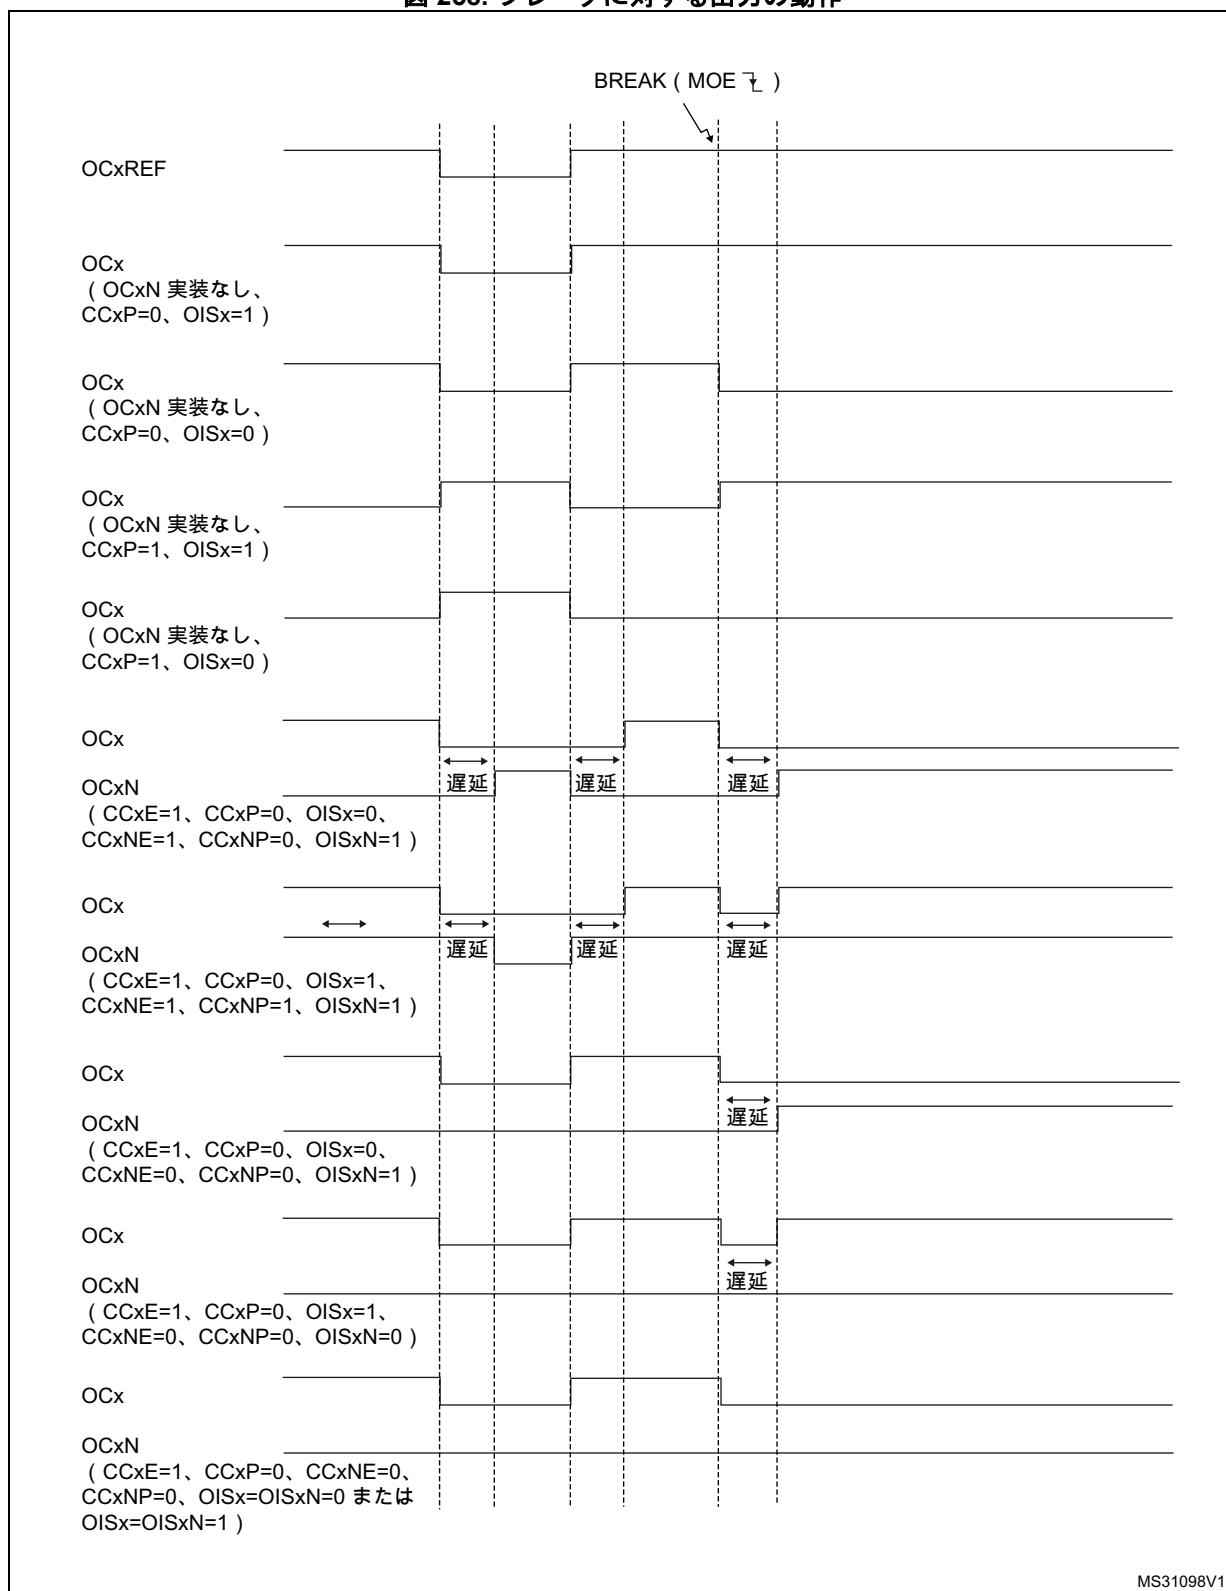 BREAK ( MOE )
OCxREF
OCx
( OCxN 実装なし、
CCxP=0、OISx=1 )
OCx
( OCxN 実装なし、
CCxP=0、OISx=0 )
OCx
( OCxN 実装なし、
CCxP=1、OISx=1 )
OCx
( OCxN 実装なし、
CCxP=1、OISx=0 )
OCx
遅延 遅延 遅延
OCxN
( CCxE=1、CCxP=0、OISx=0、
CCxNE=1、CCxNP=0、OISxN=1 )
OCx
遅延 遅延 遅延
OCxN
( CCxE=1、CCxP=0、OISx=1、
CCxNE=1、CCxNP=1、OISxN=1 )
OCx
遅延
OCxN
( CCxE=1、CCxP=0、OISx=0、
CCxNE=0、CCxNP=0、OISxN=1 )
OCx
遅延
OCxN
( CCxE=1、CCxP=0、OISx=1、
CCxNE=0、CCxNP=0、OISxN=0 )
OCx
OCxN
( CCxE=1、CCxP=0、CCxNE=0、
CCxNP=0、OISx=OISxN=0 または
OISx=OISxN=1 )
MS31098V1